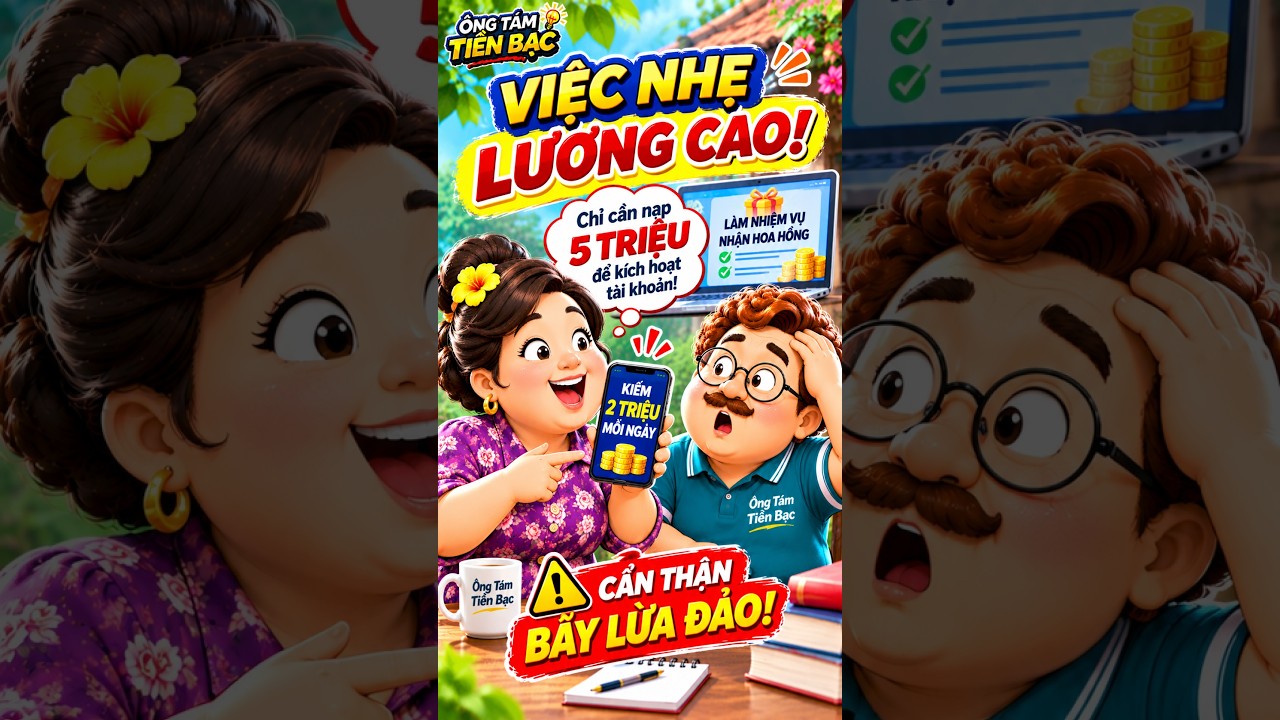 ÔNG TÁM
TIỀN BẠC
VIỆC NHẸ
LƯƠNG CAO!
Chỉ cần nạp
5 TRIỆU
để kích hoạt
tài khoản!
LÀM NHIỆM VỤ
NHẬN HOA HỒNG
KIẾM
2 TRIỆU
MỖI NGÀY
Ông Tám
Tiền Bạc
Ông Tám
Tiền Bạc
CẨN THẬN
BẪY LỪA ĐẢO!